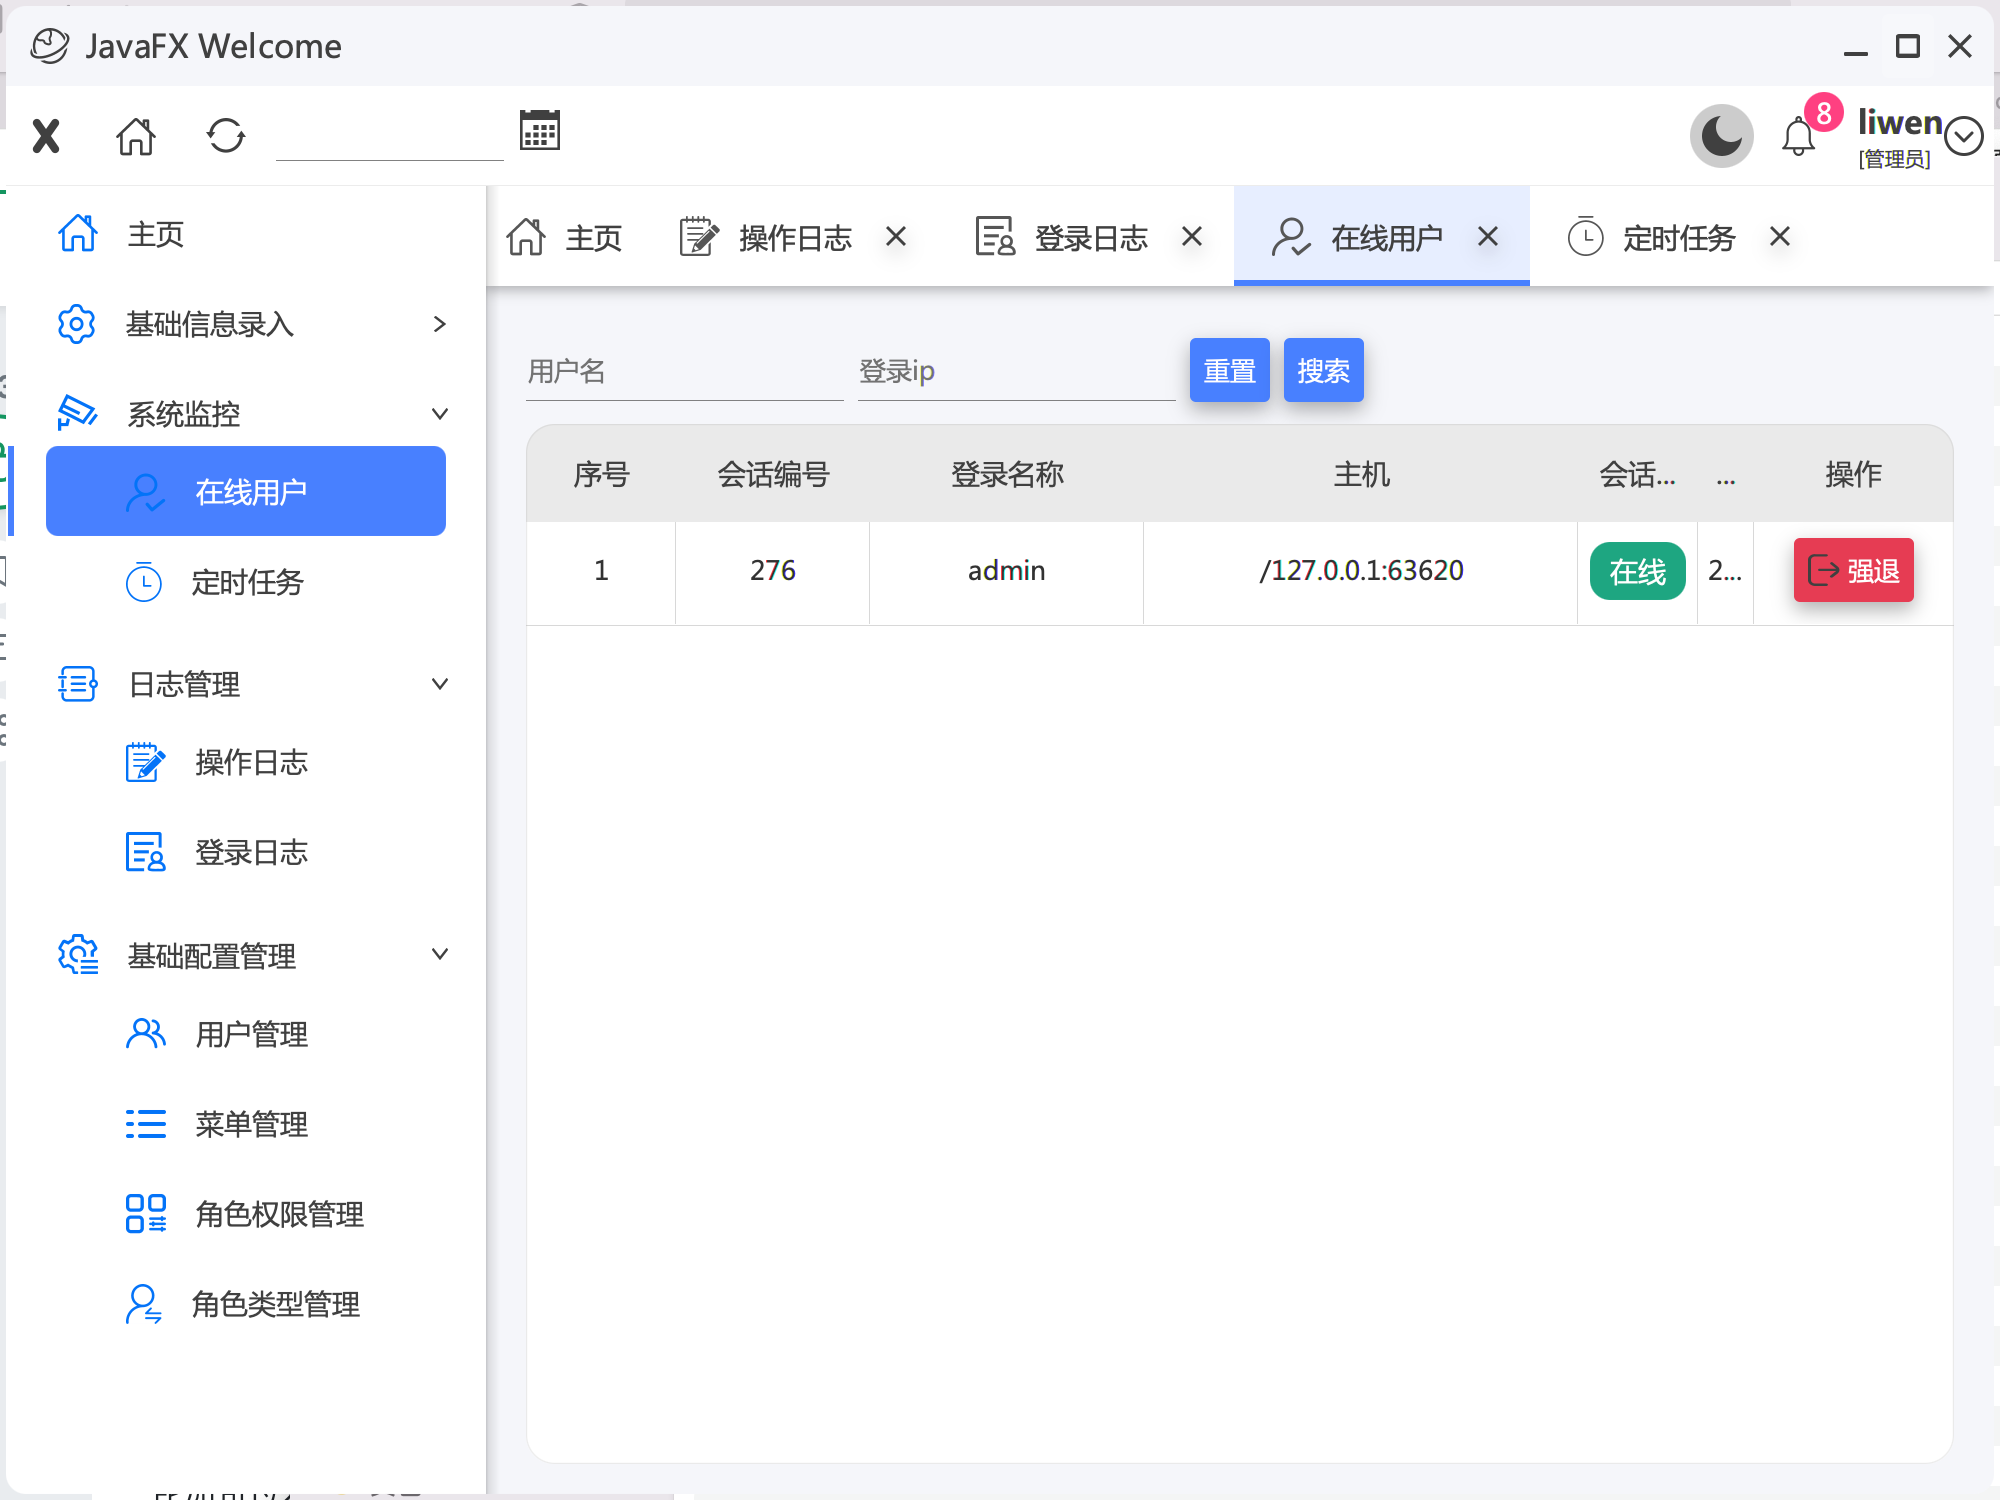 JavaFX Welcome
8
liwen
[管理员]
主页
基础信息录入
系统监控
在线用户
定时任务
日志管理
操作日志
登录日志
基础配置管理
用户管理
菜单管理
角色权限管理
角色类型管理
主页 操作日志 登录日志 在线用户 定时任务
用户名 登录ip 重置 搜索
序号 会话编号 登录名称 主机 会话... ... 操作
1 276 admin /127.0.0.1:63620 在线 2... 强退